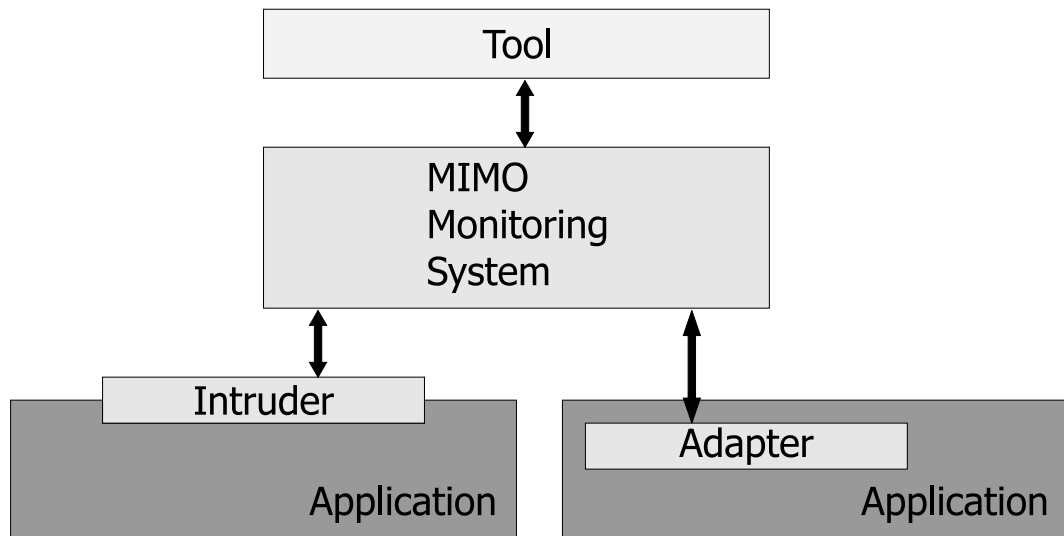 Tool
MIMO
Monitoring
System
Intruder
Adapter
Application
Application